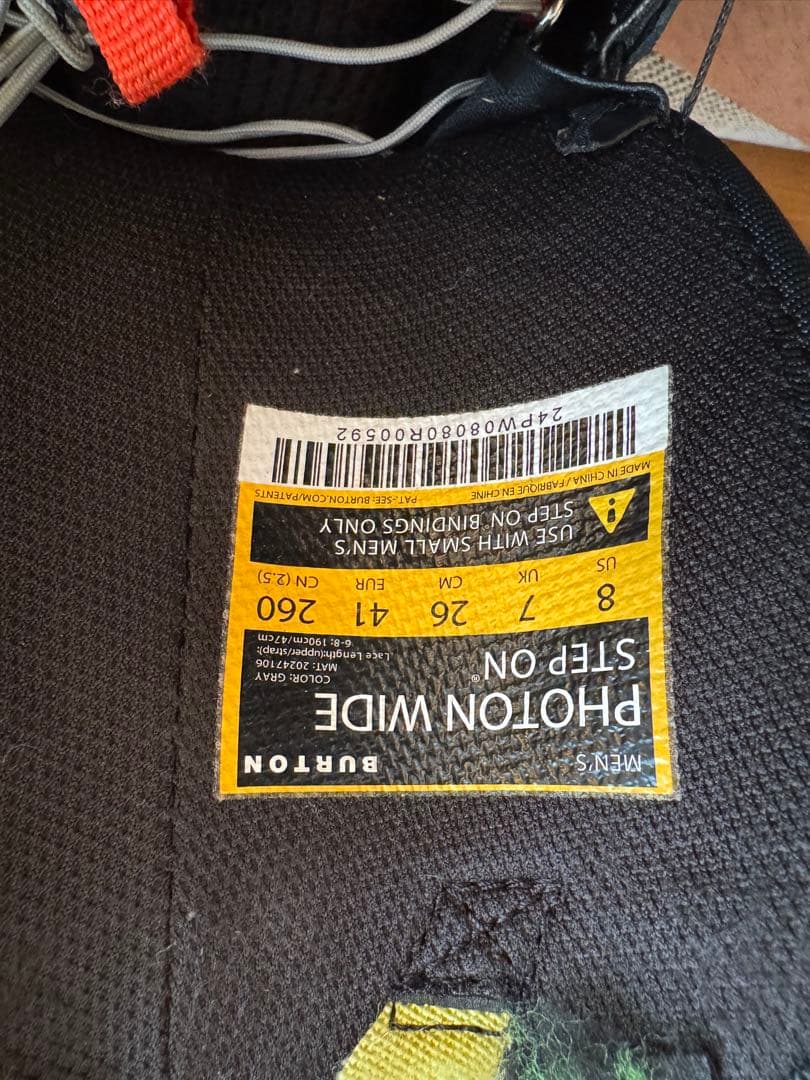 MEN'S BURTON
PHOTON WIDE
STEP ON®
COLOR: GRAY
MAT: 20247106
Lace Length:(upper/strap):
6-8: 190cm/47cm
8 7 26 41 260
US UK CM EUR CN (2.5)
USE WITH SMALL MEN'S
STEP ON® BINDINGS ONLY
MADE IN CHINA / FABRIQUÉ EN CHINE PAT.-SEE: BURTON.COM/PATENTS
24PW08080R00592